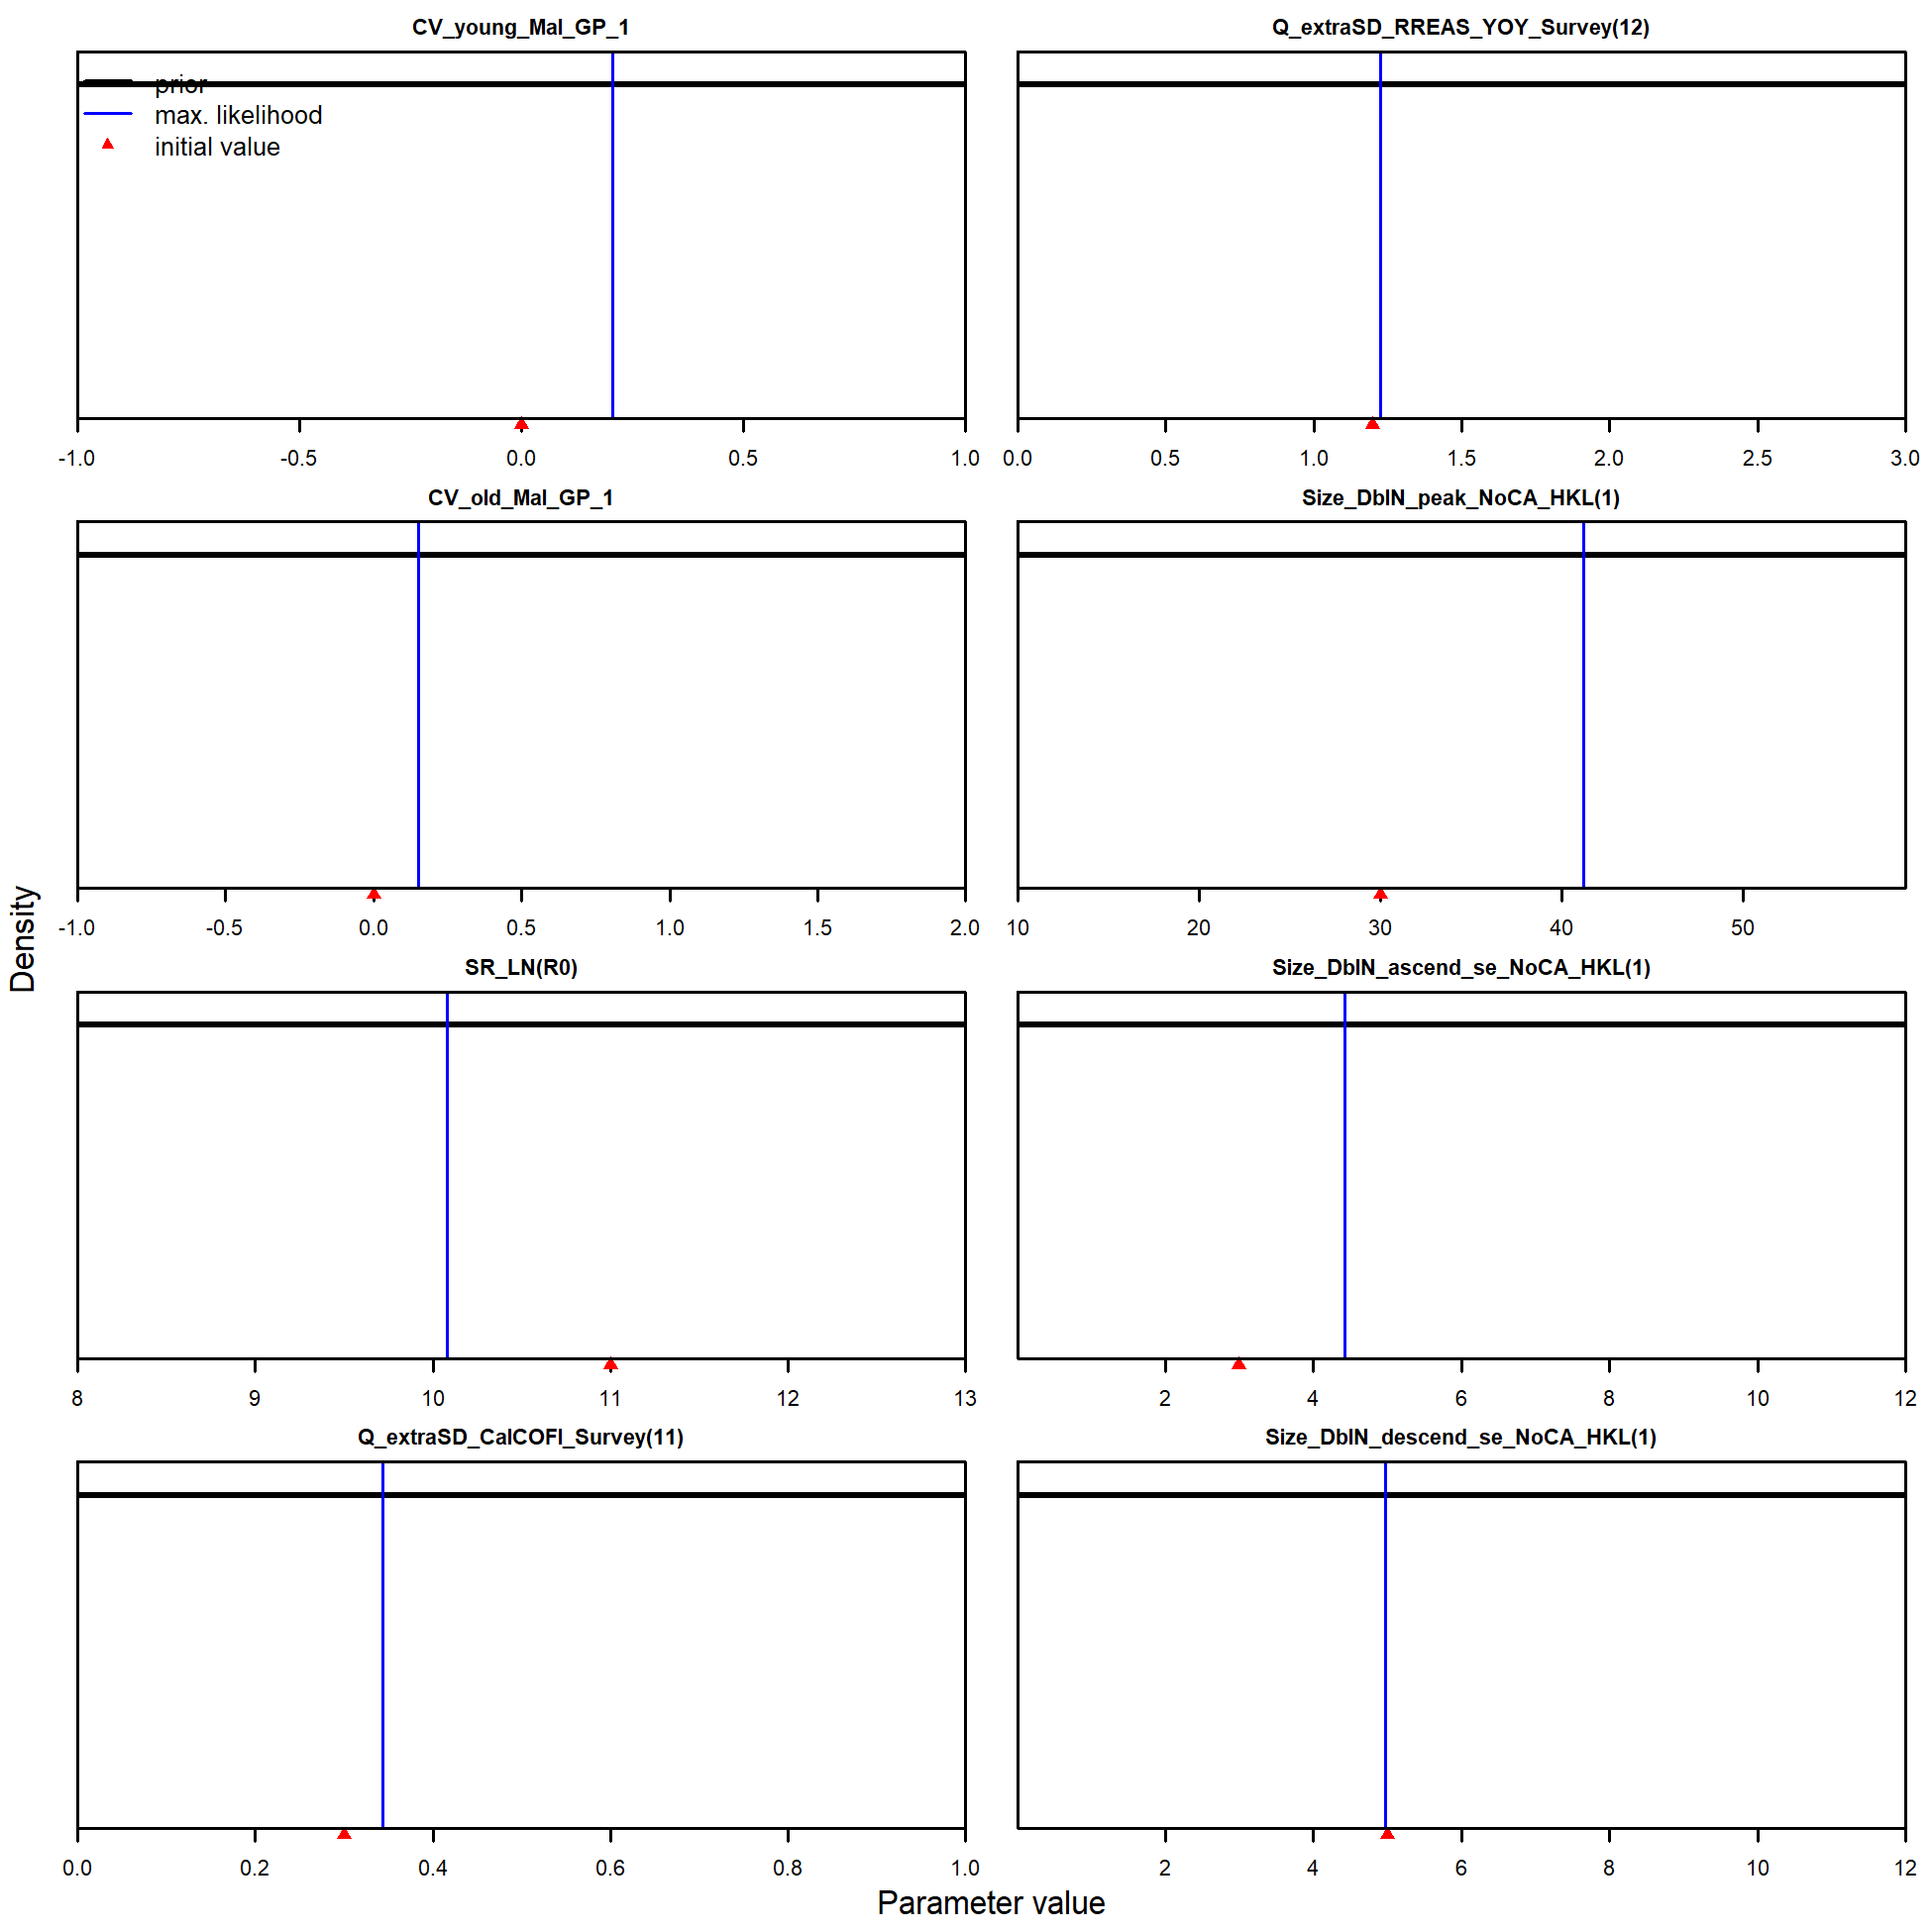 CV_young_Mal_GP_1
prior
max. likelihood
initial value
-1.0 -0.5 0.0 0.5 1.0
Q_extraSD_RREAS_YOY_Survey(12)
0.0 0.5 1.0 1.5 2.0 2.5 3.0
CV_old_Mal_GP_1
-1.0 -0.5 0.0 0.5 1.0 1.5 2.0
Size_DblN_peak_NoCA_HKL(1)
10 20 30 40 50
SR_LN(R0)
8 9 10 11 12 13
Size_DblN_ascend_se_NoCA_HKL(1)
2 4 6 8 10 12
Q_extraSD_CalCOFI_Survey(11)
0.0 0.2 0.4 0.6 0.8 1.0
Size_DblN_descend_se_NoCA_HKL(1)
2 4 6 8 10 12
Density
Parameter value